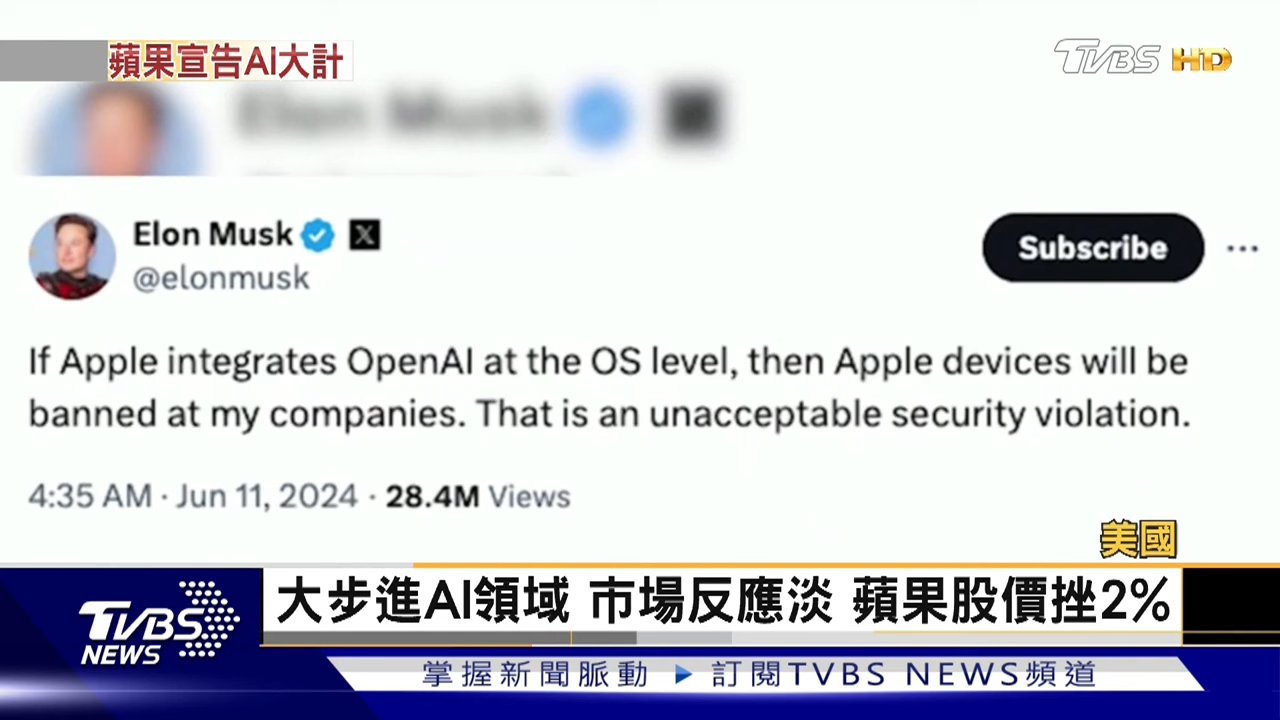 蘋果宣告AI大計
TVBS HD
Elon Musk
Elon Musk X
@elonmusk
Subscribe
If Apple integrates OpenAI at the OS level, then Apple devices will be
banned at my companies. That is an unacceptable security violation.
4:35 AM · Jun 11, 2024 · 28.4M Views
美國
大步進AI領域 市場反應淡 蘋果股價挫2%
TVBS
NEWS
掌握新聞脈動 ▶ 訂閱TVBS NEWS頻道